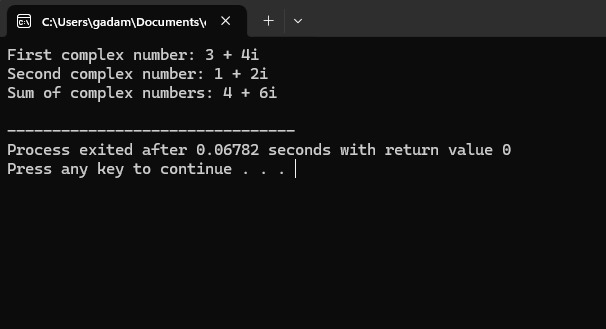 C:\Users\gadam\Documents\
First complex number: 3 + 4i
Second complex number: 1 + 2i
Sum of complex numbers: 4 + 6i
--------------------------------
Process exited after 0.06782 seconds with return value 0
Press any key to continue . . .